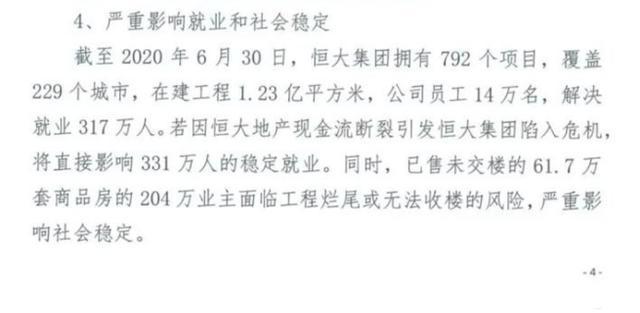 4、严重影响就业和社会稳定
截至 2020 年 6 月 30 日，恒大集团拥有 792 个项目，覆盖
229 个城市，在建工程 1.23 亿平方米，公司员工 14 万名，解决
就业 317 万人。若因恒大地产现金流断裂引发恒大集团陷入危机，
将直接影响 331 万人的稳定就业。同时，已售未交楼的 61.7 万
套商品房的 204 万业主面临工程烂尾或无法收楼的风险，严重影
响社会稳定。
-4-